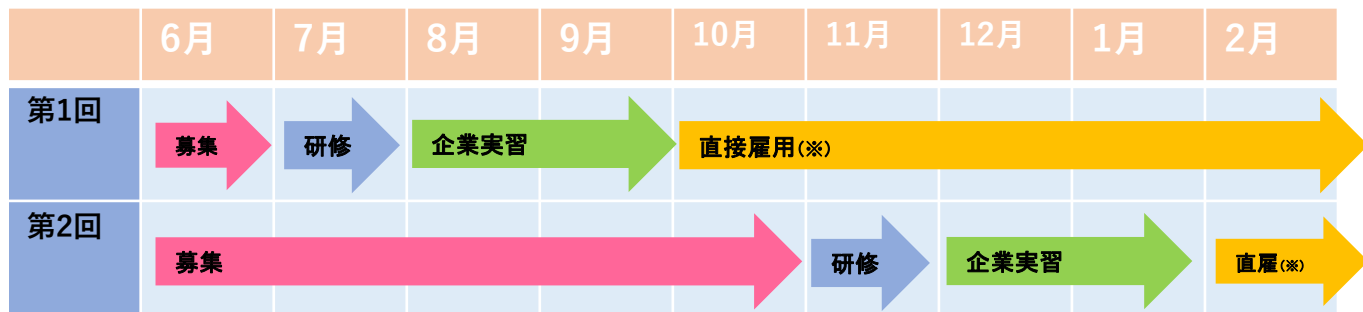 6月 7月 8月 9月 10月 11月 12月 1月 2月
第1回
募集 研修 企業実習 直接雇用(※)
第2回
募集 研修 企業実習 直雇(※)